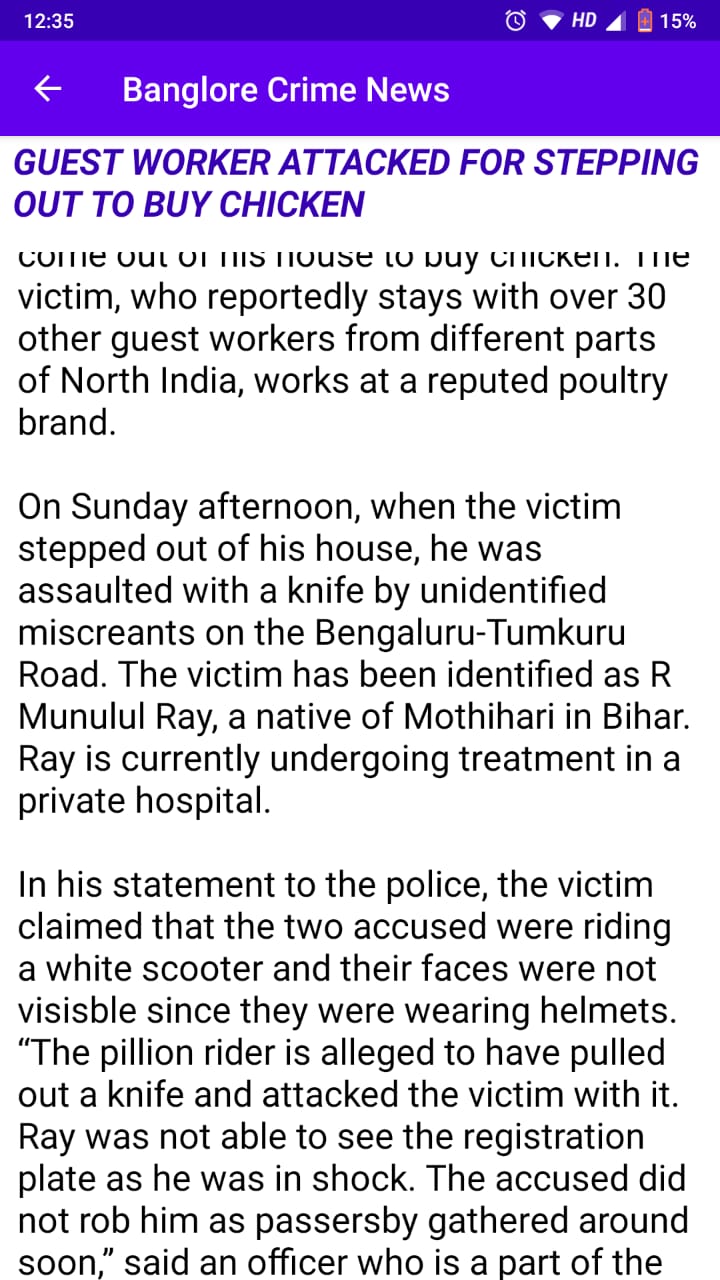 12:35 HD 15%
Banglore Crime News
GUEST WORKER ATTACKED FOR STEPPING
OUT TO BUY CHICKEN
come out of his house to buy chicken. The
victim, who reportedly stays with over 30
other guest workers from different parts
of North India, works at a reputed poultry
brand.
On Sunday afternoon, when the victim
stepped out of his house, he was
assaulted with a knife by unidentified
miscreants on the Bengaluru-Tumkuru
Road. The victim has been identified as R
Munulul Ray, a native of Mothihari in Bihar.
Ray is currently undergoing treatment in a
private hospital.
In his statement to the police, the victim
claimed that the two accused were riding
a white scooter and their faces were not
visisble since they were wearing helmets.
“The pillion rider is alleged to have pulled
out a knife and attacked the victim with it.
Ray was not able to see the registration
plate as he was in shock. The accused did
not rob him as passersby gathered around
soon,” said an officer who is a part of the